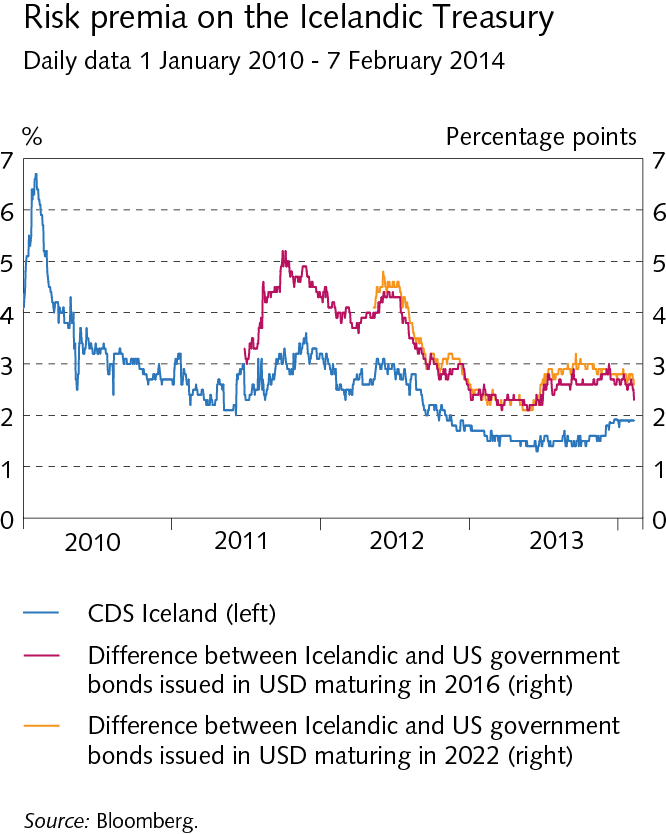 Risk premia on the Icelandic Treasury
Daily data 1 January 2010 - 7 February 2014
% Percentage points
7 7
6 6
5 5
4 4
3 3
2 2
1 1
0 0
2010 2011 2012 2013
CDS Iceland (left)
Difference between Icelandic and US government
bonds issued in USD maturing in 2016 (right)
Difference between Icelandic and US government
bonds issued in USD maturing in 2022 (right)
Source: Bloomberg.